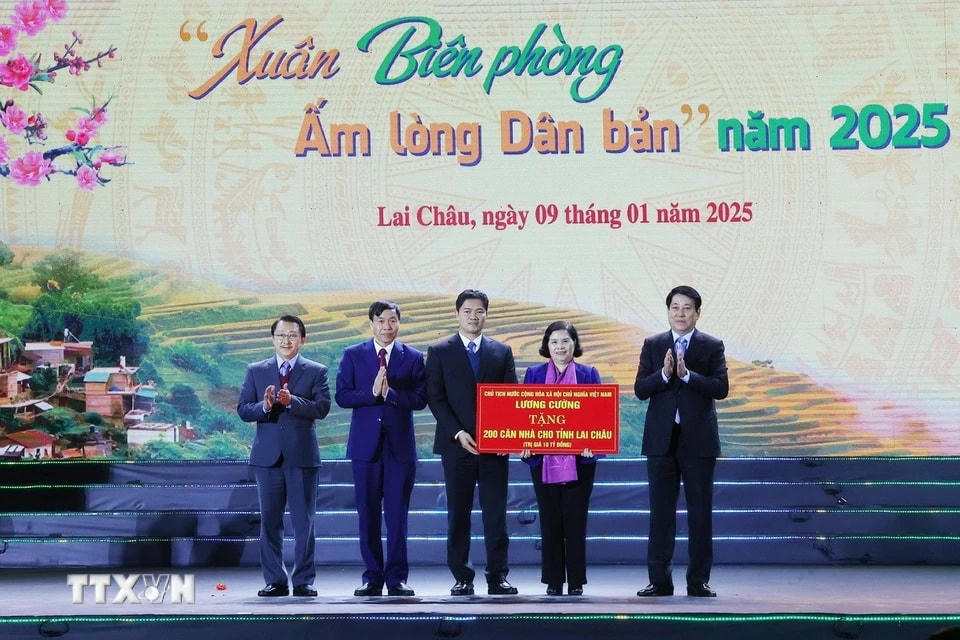 “Xuân Biên phòng
Ấm lòng Dân bản” năm 2025
Lai Châu, ngày 09 tháng 01 năm 2025
CHỦ TỊCH NƯỚC CỘNG HÒA XÃ HỘI CHỦ NGHĨA VIỆT NAM
LƯƠNG CƯỜNG
TẶNG
200 CĂN NHÀ CHO TỈNH LAI CHÂU
(TRỊ GIÁ 10 TỶ ĐỒNG)
TTXVN